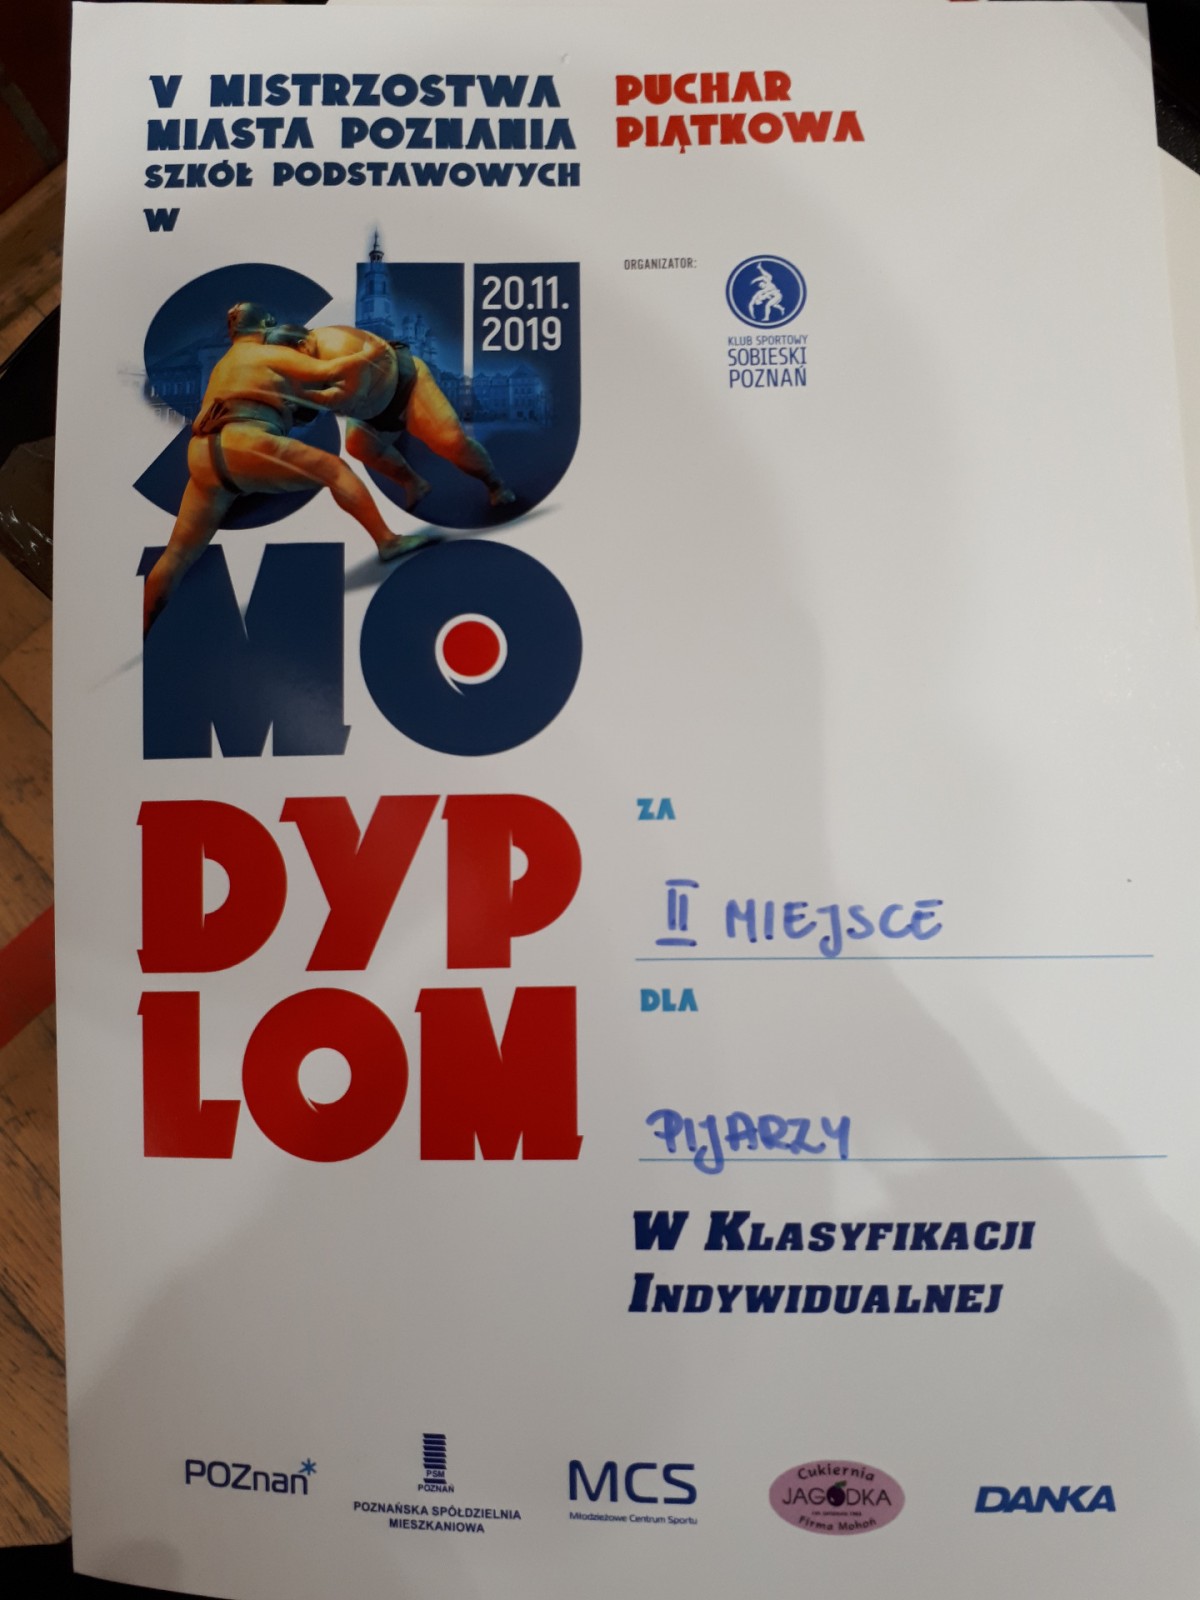 V MISTRZOSTWA
MIASTA POZNANIA
SZKÓŁ PODSTAWOWYCH
W
PUCHAR
PIĄTKOWA
SU
20.11.
2019
MO
ORGANIZATOR:
KLUB SPORTOWY
SOBIESKI
POZNAŃ
DYP
LOM
ZA
II MIEJSCE
DLA
PIJARZY
W KLASYFIKACJI
INDYWIDUALNEJ
POZnań*
PSM
POZNAŃ
POZNAŃSKA SPÓŁDZIELNIA
MIESZKANIOWA
MCS
Młodzieżowe Centrum Sportu
Cukiernia
JAGODKA
Firma Mohoń
DANKA